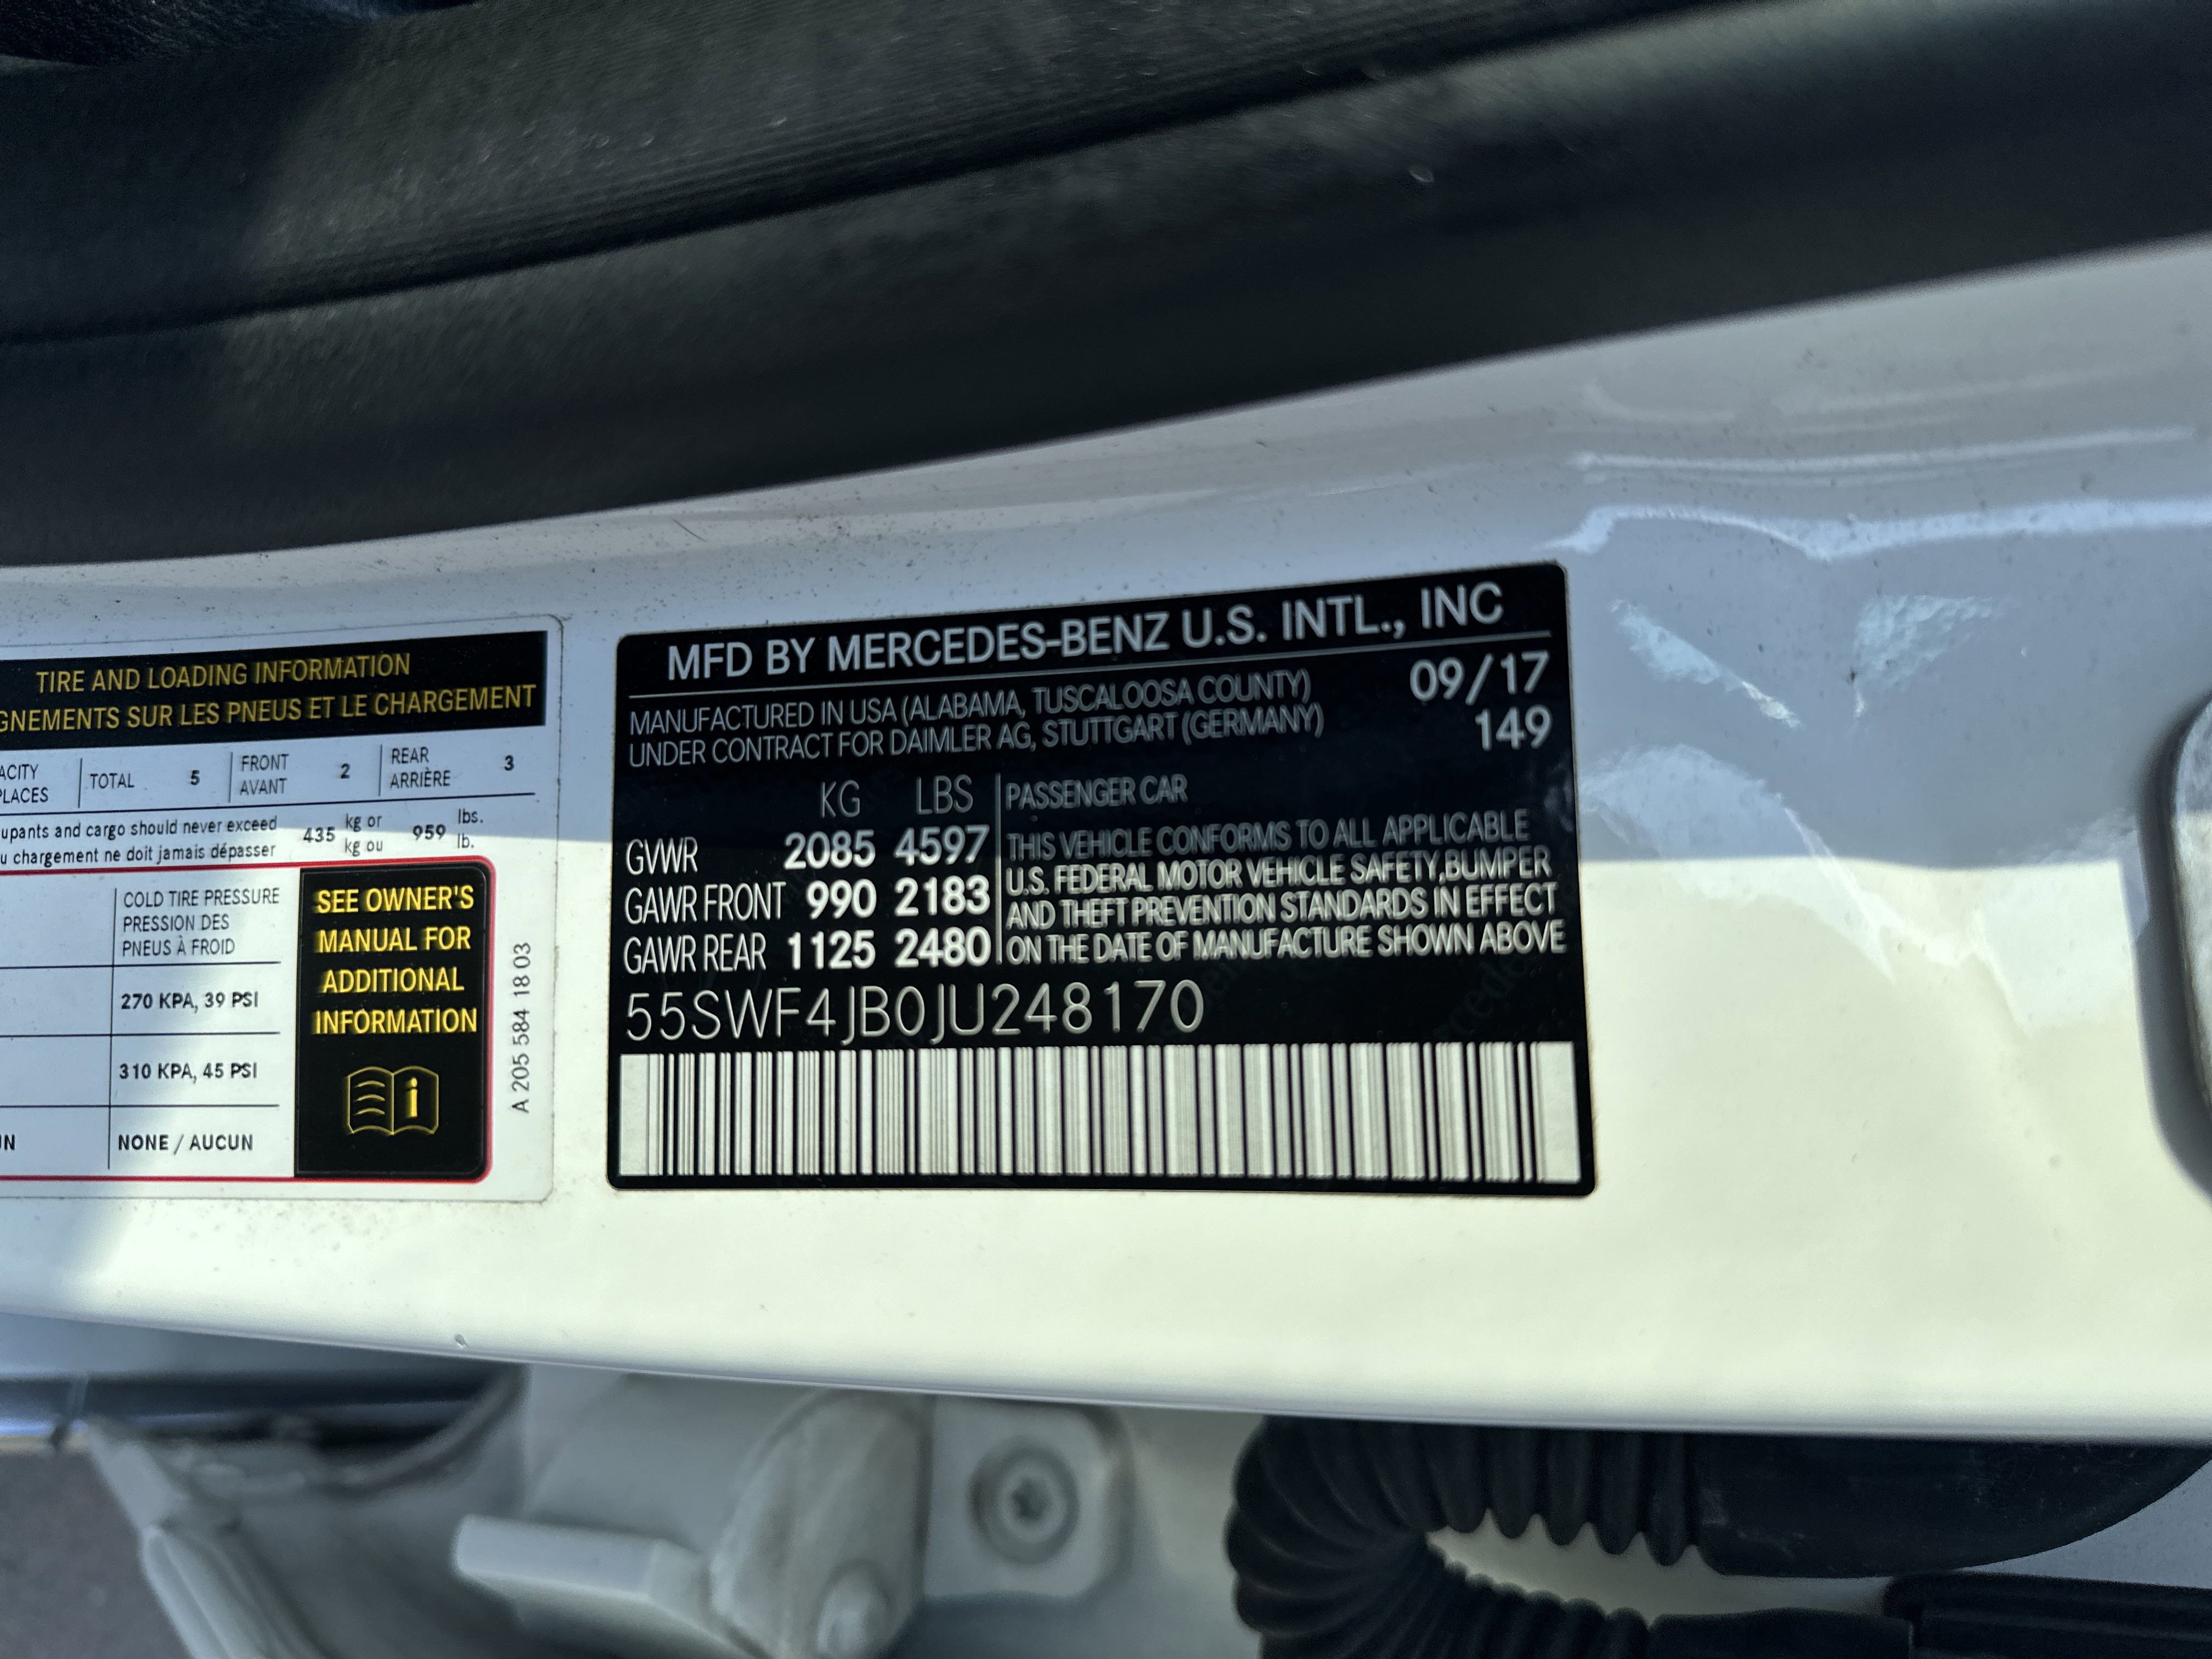 TIRE AND LOADING INFORMATION
GNEMENTS SUR LES PNEUS ET LE CHARGEMENT
ACITY TOTAL 5 FRONT 2 REAR 3
PLACES AVANT ARRIÈRE
upants and cargo should never exceed 435 kg or 959 lbs.
u chargement ne doit jamais dépasser kg ou lb.
COLD TIRE PRESSURE
PRESSION DES
PNEUS À FROID
270 KPA, 39 PSI
310 KPA, 45 PSI
NONE / AUCUN
SEE OWNER'S
MANUAL FOR
ADDITIONAL
INFORMATION
A 205 584 18 03
MFD BY MERCEDES-BENZ U.S. INTL., INC
MANUFACTURED IN USA (ALABAMA, TUSCALOOSA COUNTY) 09/17
UNDER CONTRACT FOR DAIMLER AG, STUTTGART (GERMANY) 149
KG LBS PASSENGER CAR
GVWR 2085 4597 THIS VEHICLE CONFORMS TO ALL APPLICABLE
U.S. FEDERAL MOTOR VEHICLE SAFETY,BUMPER
GAWR FRONT 990 2183 AND THEFT PREVENTION STANDARDS IN EFFECT
GAWR REAR 1125 2480 ON THE DATE OF MANUFACTURE SHOWN ABOVE
55SWF4JB0JU248170